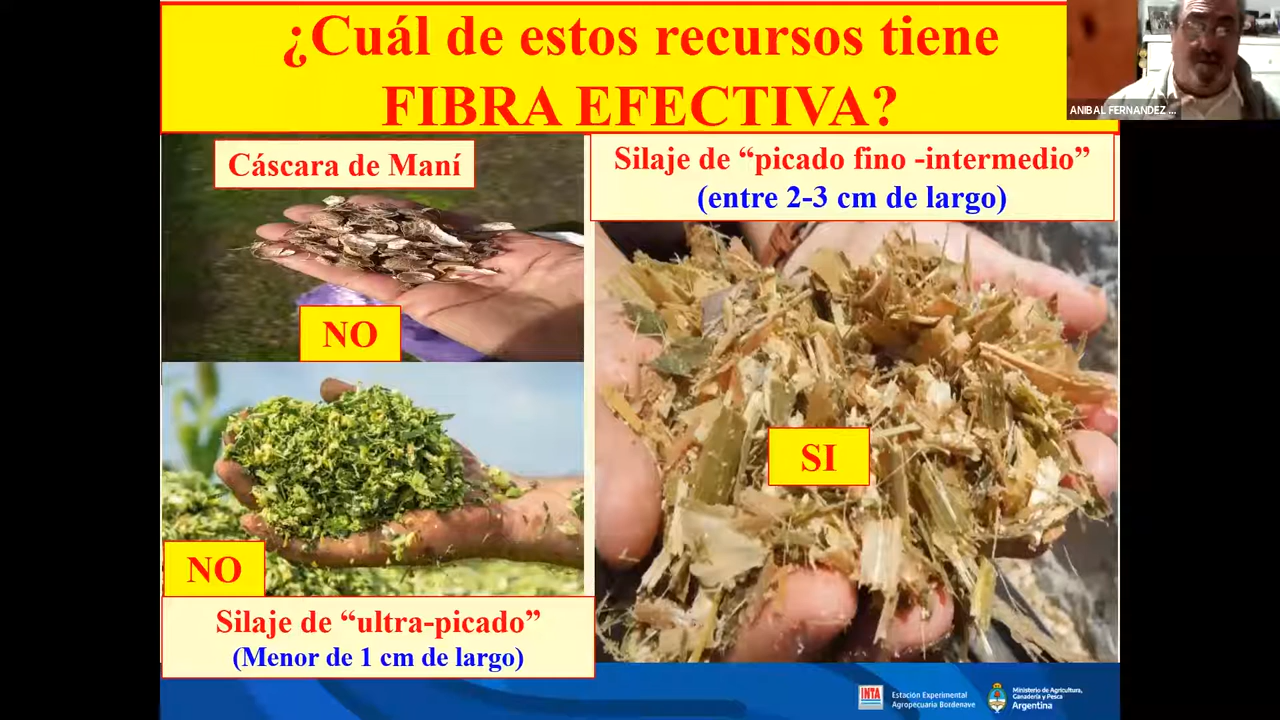 ¿Cuál de estos recursos tiene
FIBRA EFECTIVA?
ANIBAL FERNANDEZ ...
Cáscara de Maní
NO
Silaje de “picado fino -intermedio”
(entre 2-3 cm de largo)
SI
NO
Silaje de “ultra-picado”
(Menor de 1 cm de largo)
INTA
Estación Experimental
Agropecuaria Bordenave
Ministerio de Agricultura,
Ganadería y Pesca
Argentina